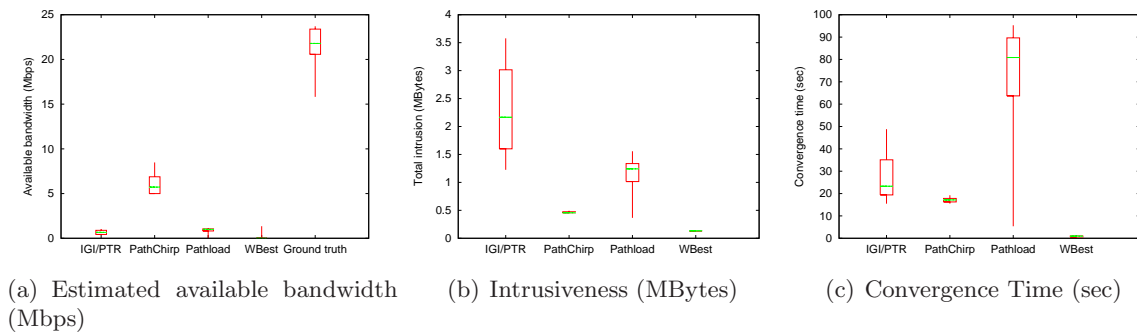 25
20
15
10
5
0
Available bandwidth (Mbps)
IGI/PTR PathChirp Pathload WBest Ground truth
(a) Estimated available bandwidth
(Mbps)
4
3.5
3
2.5
2
1.5
1
0.5
0
Total intrusion (MBytes)
IGI/PTR PathChirp Pathload WBest
(b) Intrusiveness (MBytes)
100
90
80
70
60
50
40
30
20
10
0
Convergence time (sec)
IGI/PTR PathChirp Pathload WBest
(c) Convergence Time (sec)